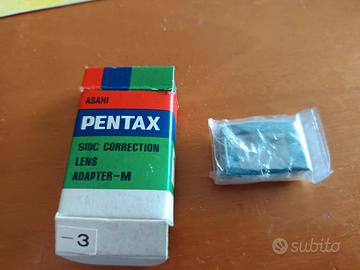 ASAHI
PENTAX
SMC CORRECTION
LENS
ADAPTER-M
-3
subito